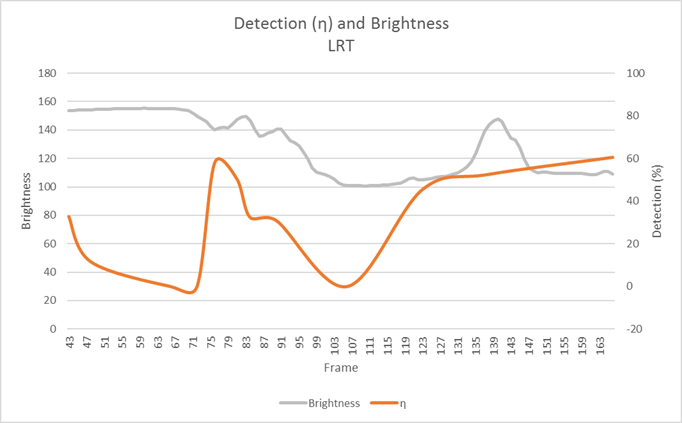 Detection (η) and Brightness
LRT
180
160
140
120
100
80
60
40
20
0
Brightness
100
80
60
40
20
0
-20
Detection (%)
43 47 51 55 59 63 67 71 75 79 83 87 91 95 99 103 107 111 115 119 123 127 131 135 139 143 147 151 155 159 163
Frame
Brightness η